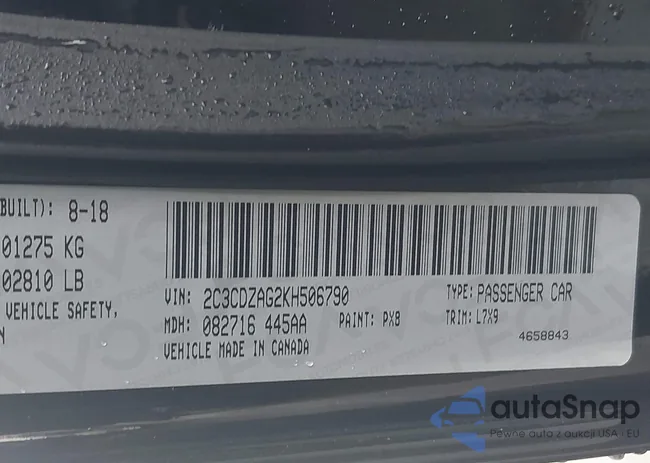 BUILT): 8-18
01275 KG
02810 LB
VEHICLE SAFETY,
N
VIN: 2C3CDZAG2KH506790
TYPE: PASSENGER CAR
MDH: 082716 445AA
PAINT: PX8
TRIM: L7X9
VEHICLE MADE IN CANADA
4658843
autaSnap
Pewne auta z aukcji USA i EU